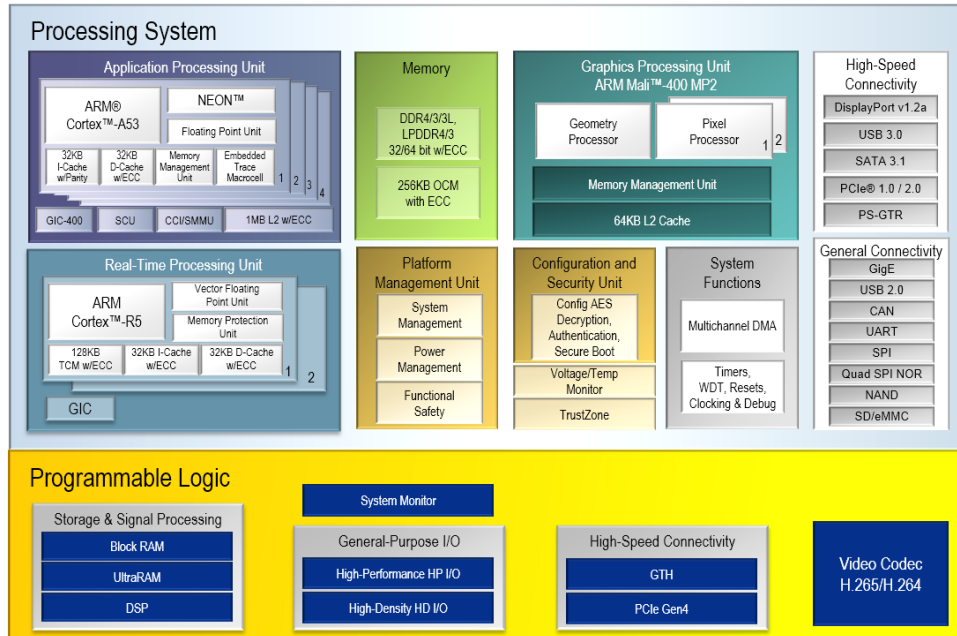 Processing System
Application Processing Unit
ARM®
Cortex™-A53
NEON™
Floating Point Unit
32KB
I-Cache
w/Parity
32KB
D-Cache
w/ECC
Memory
Management
Unit
Embedded
Trace
Macrocell
1
2
3
4
GIC-400
SCU
CCI/SMMU
1MB L2 w/ECC
Memory
DDR4/3/3L,
LPDDR4/3
32/64 bit w/ECC
256KB OCM
with ECC
Graphics Processing Unit
ARM Mali™-400 MP2
Geometry
Processor
Pixel
Processor
1
2
Memory Management Unit
64KB L2 Cache
High-Speed
Connectivity
DisplayPort v1.2a
USB 3.0
SATA 3.1
PCIe® 1.0 / 2.0
PS-GTR
Real-Time Processing Unit
ARM
Cortex™-R5
Vector Floating
Point Unit
Memory Protection
Unit
128KB
TCM w/ECC
32KB I-Cache
w/ECC
32KB D-Cache
w/ECC
1
2
GIC
Platform
Management Unit
System
Management
Power
Management
Functional
Safety
Configuration and
Security Unit
Config AES
Decryption,
Authentication,
Secure Boot
Voltage/Temp
Monitor
TrustZone
System
Functions
Multichannel DMA
Timers,
WDT, Resets,
Clocking & Debug
General Connectivity
GigE
USB 2.0
CAN
UART
SPI
Quad SPI NOR
NAND
SD/eMMC
Programmable Logic
Storage & Signal Processing
Block RAM
UltraRAM
DSP
System Monitor
General-Purpose I/O
High-Performance HP I/O
High-Density HD I/O
High-Speed Connectivity
GTH
PCIe Gen4
Video Codec
H.265/H.264